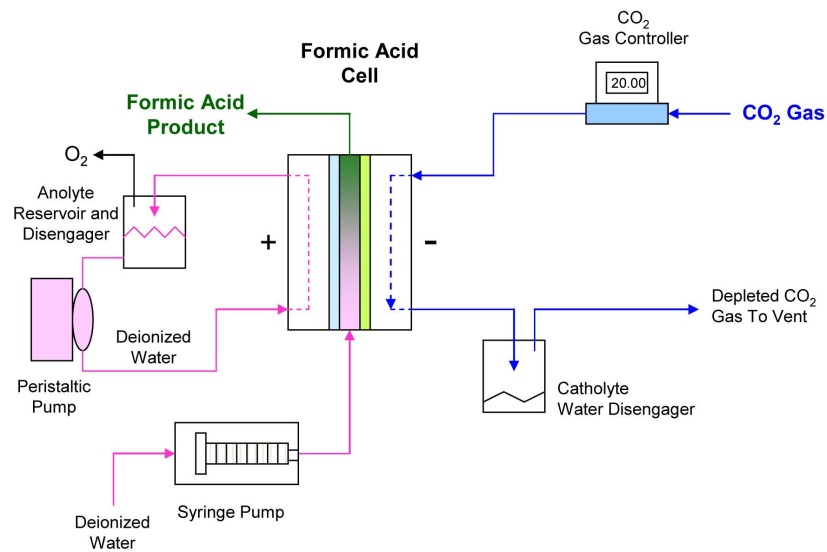 CO₂
Gas Controller
20.00
CO₂ Gas
Formic Acid
Cell
Formic Acid
Product
O₂
Anolyte
Reservoir and
Disengager
+
-
Deionized
Water
Peristaltic
Pump
Depleted CO₂
Gas To Vent
Catholyte
Water Disengager
Syringe Pump
Deionized
Water